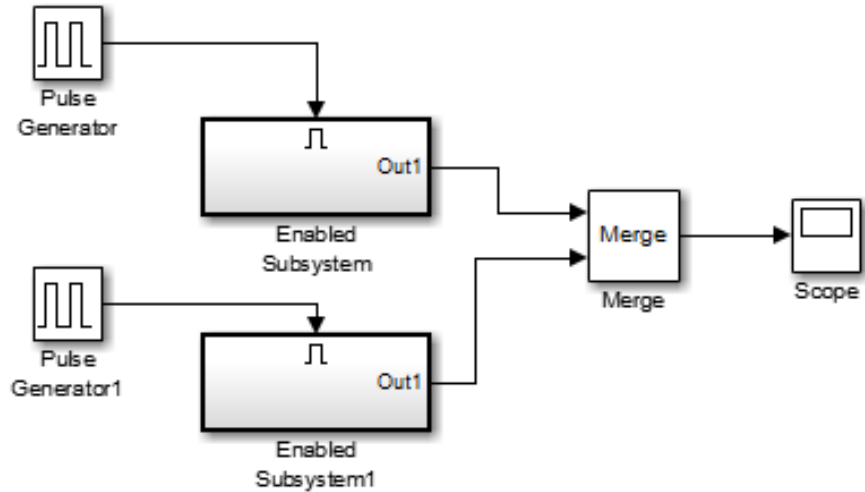 Pulse
Generator
Out1
Enabled
Subsystem
Merge
Merge
Scope
Pulse
Generator1
Out1
Enabled
Subsystem1